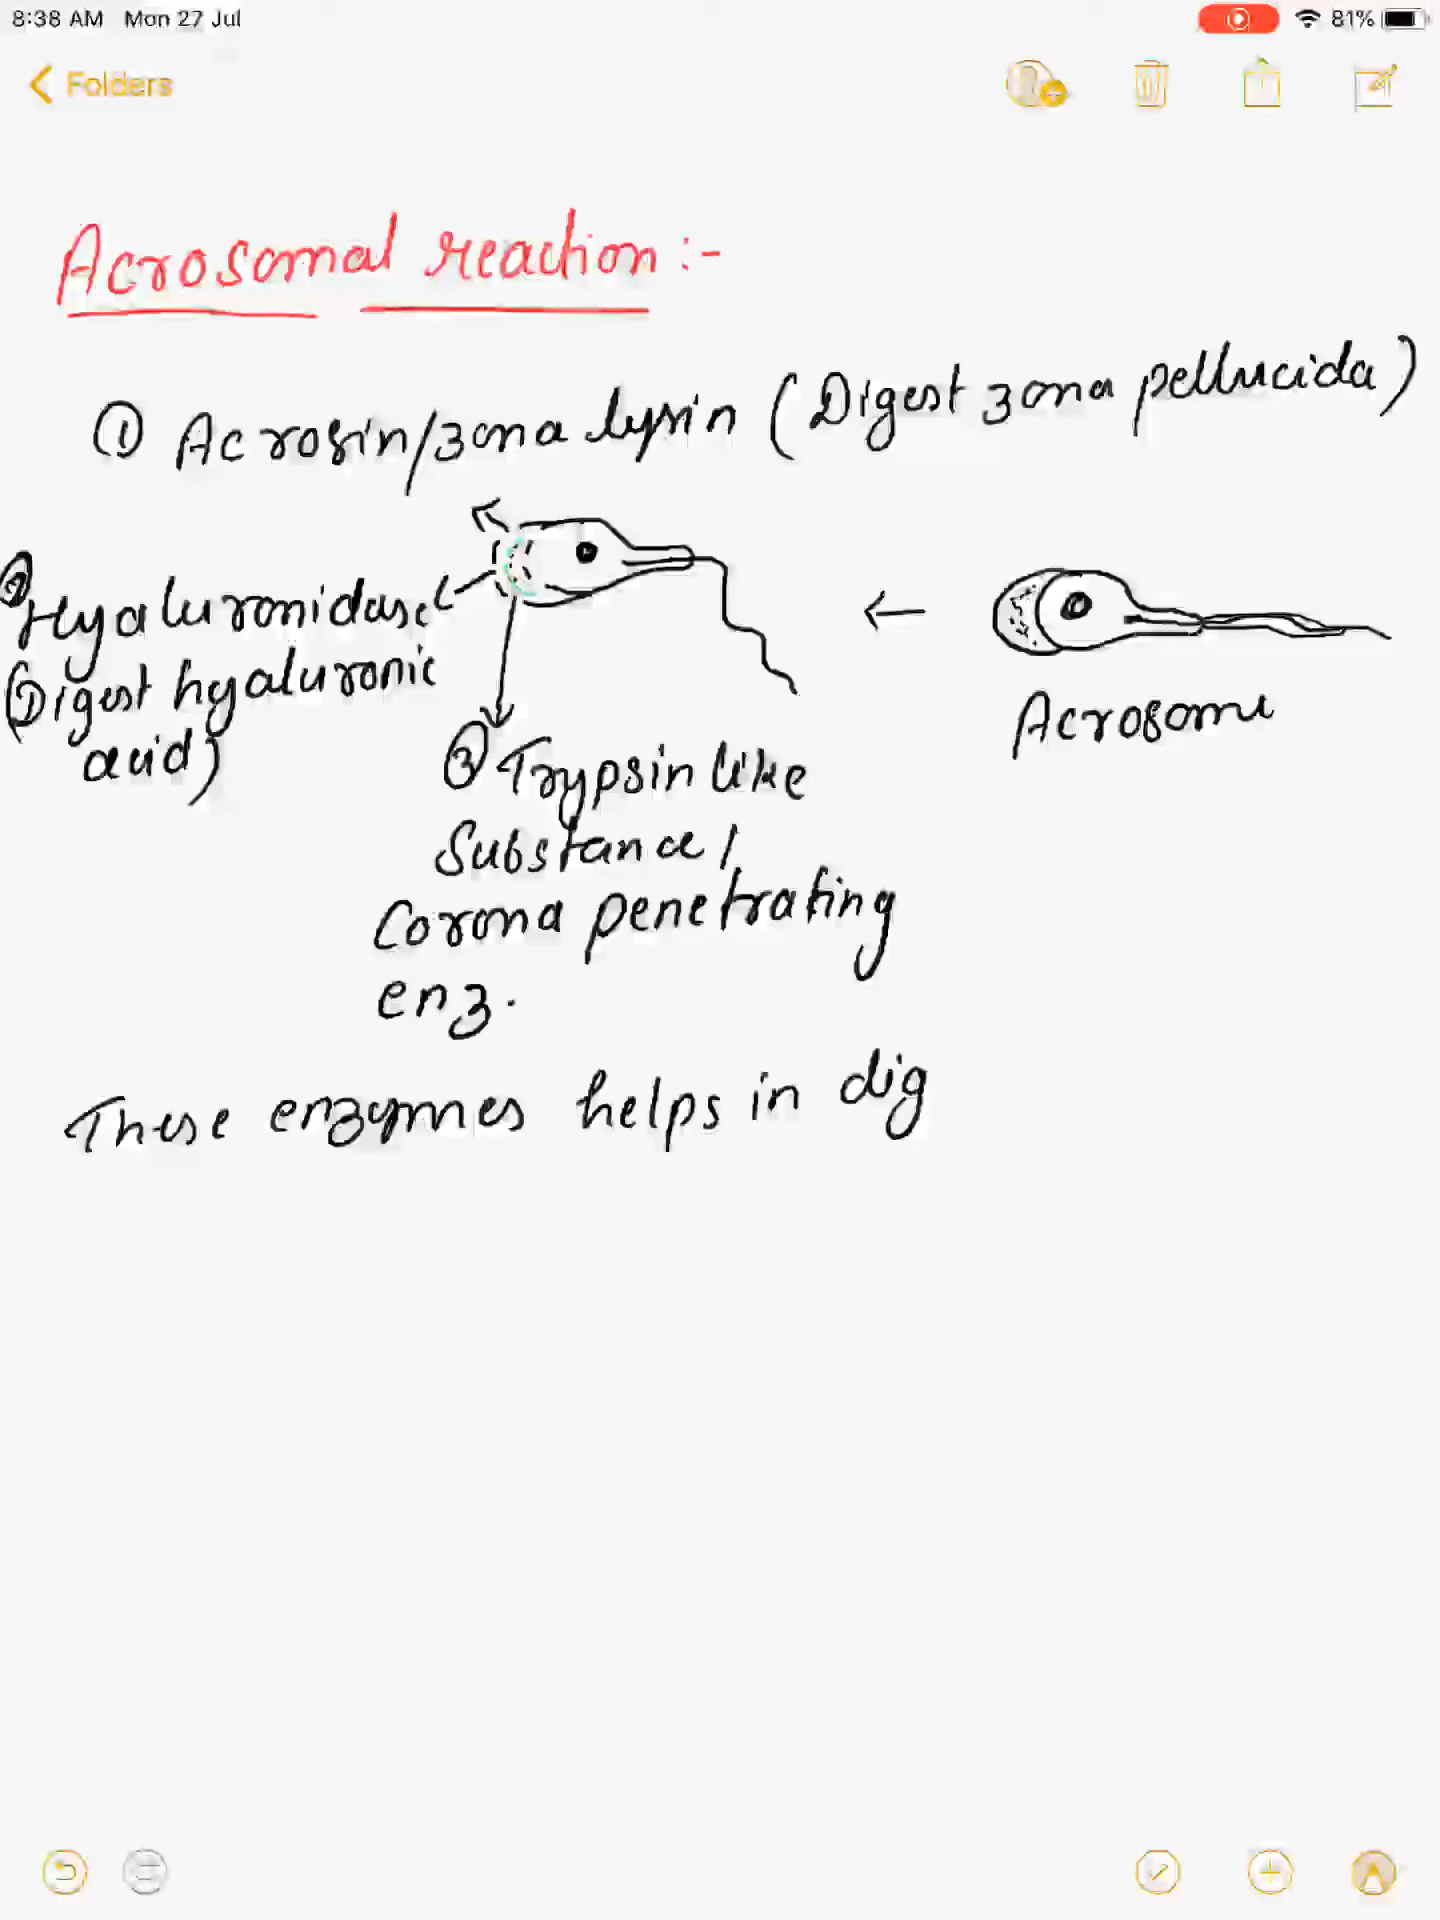 8:38 AM Mon 27 Jul
81%
Folders
Acrosomal reaction :-
① Acrosin/zona lysin (Digest zona pellucida)
② Hyaluronidase
(Digest hyaluronic
acid)
Acrosome
③ Trypsin like
Substance /
Corona penetrating
enz.
These enzymes helps in dig